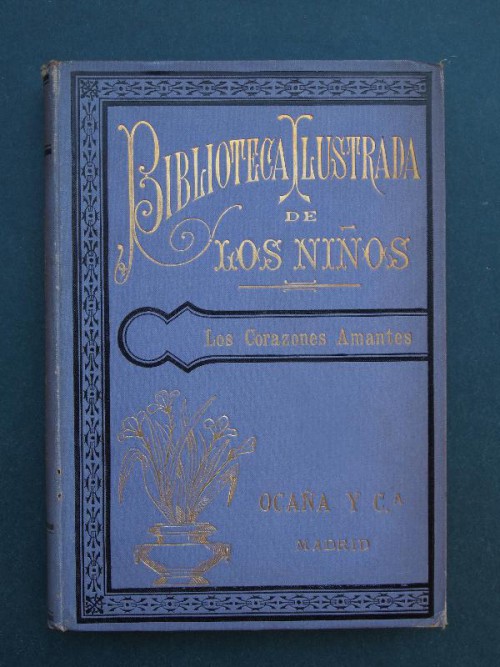 BIBLIOTECA ILUSTRADA
DE
LOS NIÑOS
Los Corazones Amantes
OCAÑA Y C.A
MADRID